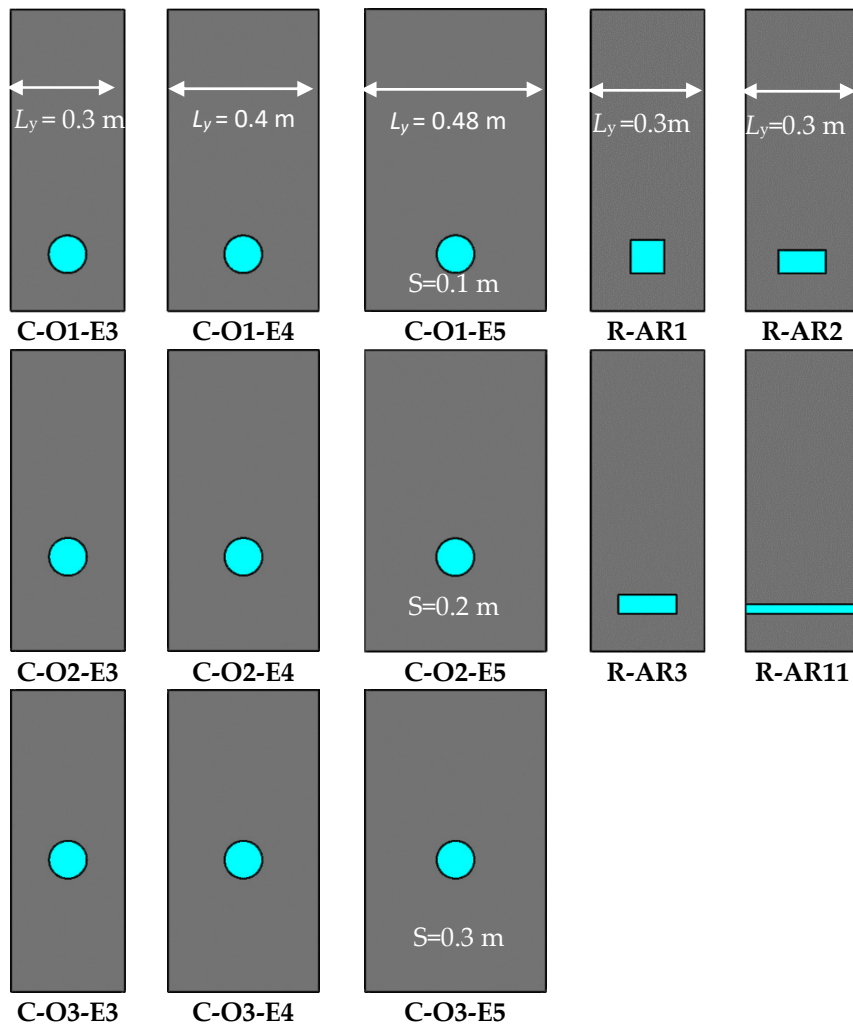 Ly = 0.3 m
Ly = 0.4 m
Ly = 0.48 m
Ly=0.3m
Ly=0.3 m
S=0.1 m
C-O1-E3
C-O1-E4
C-O1-E5
R-AR1
R-AR2
S=0.2 m
C-O2-E3
C-O2-E4
C-O2-E5
R-AR3
R-AR11
S=0.3 m
C-O3-E3
C-O3-E4
C-O3-E5